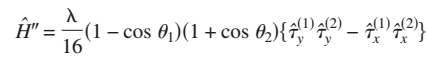 Ĥ″ = λ/16 (1 − cos θ₁)(1 + cos θ₂){τ̂_y^(1) τ̂_y^(2) − τ̂_x^(1) τ̂_x^(2)}